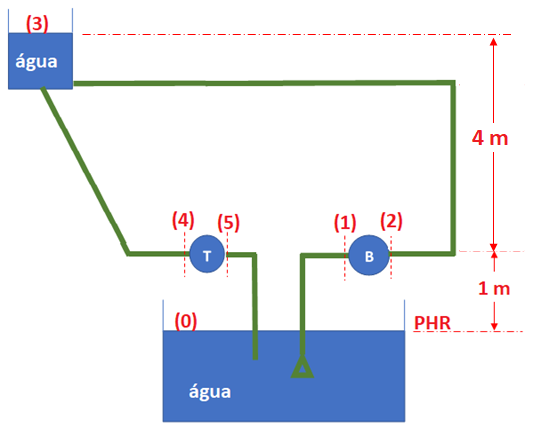 (3)
água
4 m
(4)
(5)
(1)
(2)
T
B
1 m
(0)
PHR
água